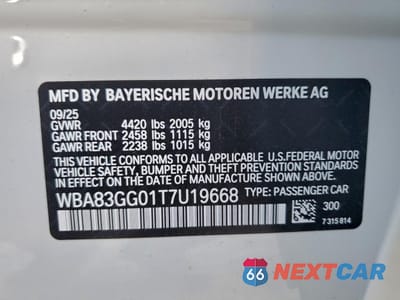 MFD BY BAYERISCHE MOTOREN WERKE AG
09/25
GVWR 4420 lbs 2005 kg
GAWR FRONT 2458 lbs 1115 kg
GAWR REAR 2238 lbs 1015 kg
THIS VEHICLE CONFORMS TO ALL APPLICABLE U.S. FEDERAL MOTOR
VEHICLE SAFETY, BUMPER AND THEFT PREVENTION STANDARDS
IN EFFECT ON THE DATE OF MANUFACTURE SHOWN ABOVE.
WBA83GG01T7U19668 TYPE: PASSENGER CAR
300
7 315 814
66 NEXTCAR